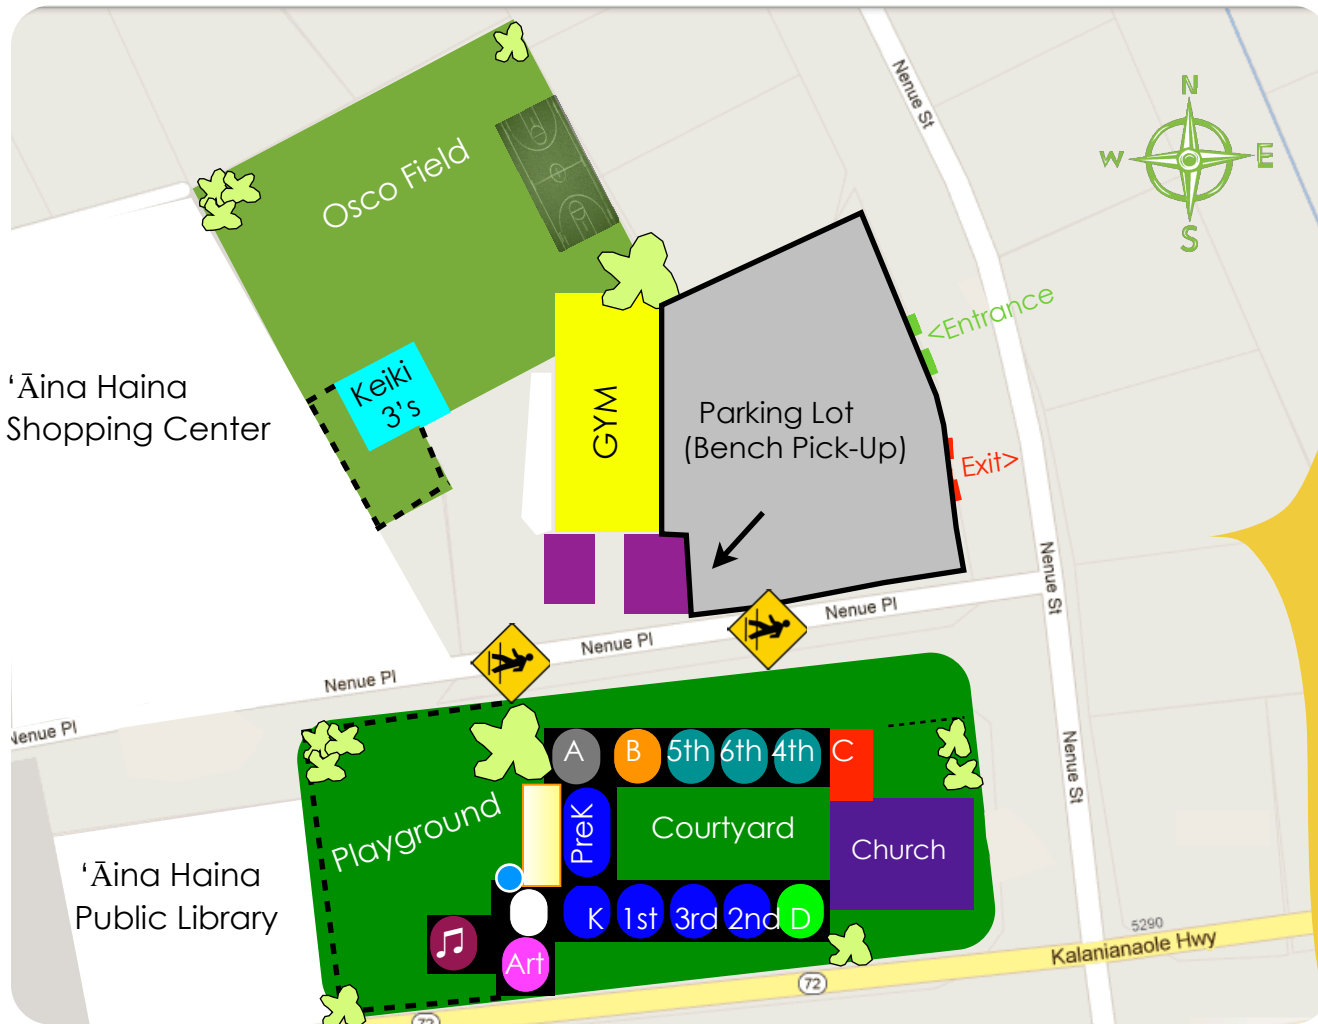 Nenue St
N
W
E
S
Osco Field
<Entrance
Keiki
3's
ʻĀina Haina
Shopping Center
GYM
Parking Lot
(Bench Pick-Up)
Exit>
Nenue St
Nenue Pl
Nenue Pl
Nenue Pl
Nenue Pl
Nenue St
A
B
5th
6th
4th
C
Playground
PreK
Courtyard
Church
ʻĀina Haina
Public Library
K
1st
3rd
2nd
D
Art
5290
Kalanianaole Hwy
72
72